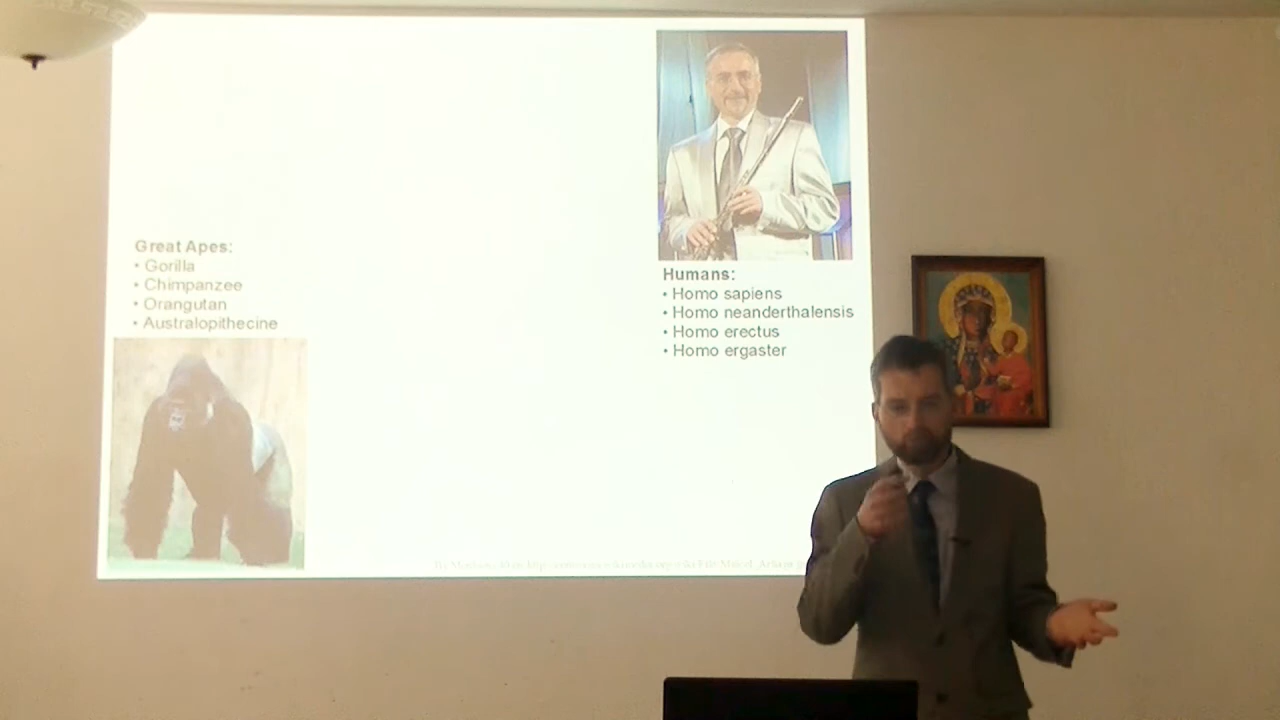 Great Apes:
• Gorilla
• Chimpanzee
• Orangutan
• Australopithecine
Humans:
• Homo sapiens
• Homo neanderthalensis
• Homo erectus
• Homo ergaster